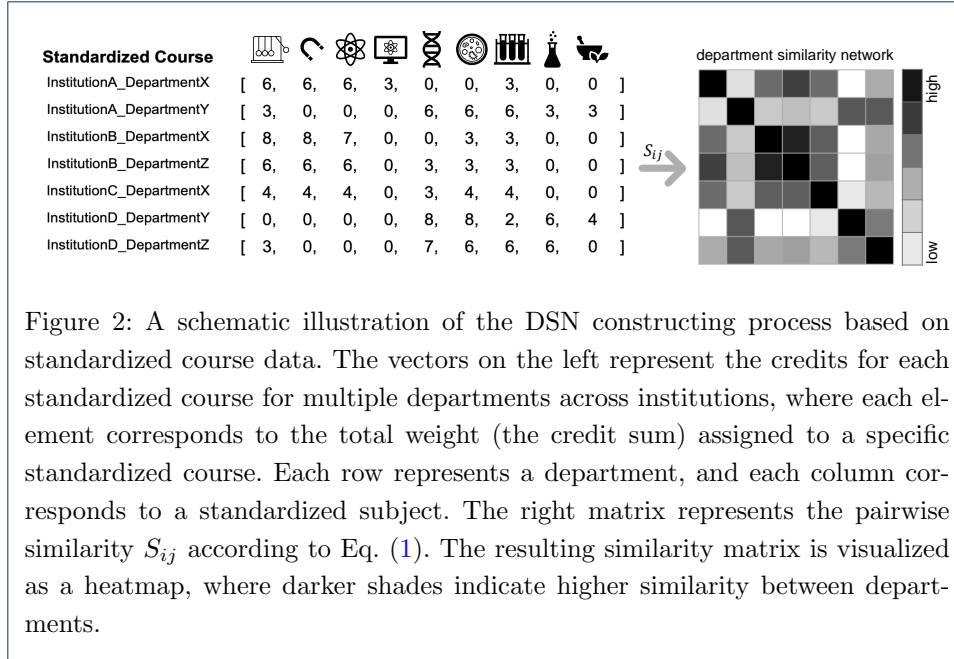 Standardized Course
department similarity network
InstitutionA_DepartmentX [ 6, 6, 6, 3, 0, 0, 3, 0, 0 ]
InstitutionA_DepartmentY [ 3, 0, 0, 0, 6, 6, 6, 3, 3 ]
InstitutionB_DepartmentX [ 8, 8, 7, 0, 0, 3, 3, 0, 0 ]
InstitutionB_DepartmentZ [ 6, 6, 6, 0, 3, 3, 3, 0, 0 ]
InstitutionC_DepartmentX [ 4, 4, 4, 0, 3, 4, 4, 0, 0 ]
InstitutionD_DepartmentY [ 0, 0, 0, 0, 8, 8, 2, 6, 4 ]
InstitutionD_DepartmentZ [ 3, 0, 0, 0, 7, 6, 6, 6, 0 ]
S_{ij}
high
low
Figure 2: A schematic illustration of the DSN constructing process based on
standardized course data. The vectors on the left represent the credits for each
standardized course for multiple departments across institutions, where each el-
ement corresponds to the total weight (the credit sum) assigned to a specific
standardized course. Each row represents a department, and each column cor-
responds to a standardized subject. The right matrix represents the pairwise
similarity S_{ij} according to Eq. (1). The resulting similarity matrix is visualized
as a heatmap, where darker shades indicate higher similarity between depart-
ments.